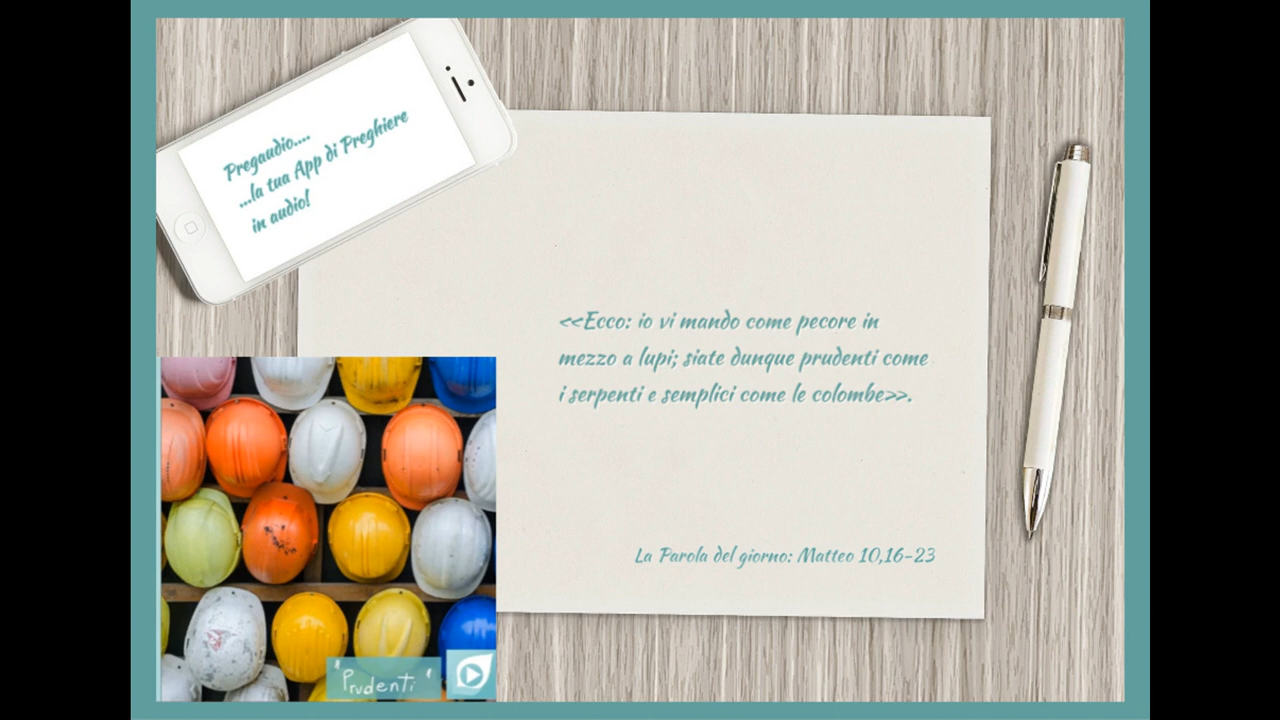 Pregaudio....
...la tua App di Preghiere
in audio!
<<Ecco: io vi mando come pecore in
mezzo a lupi; siate dunque prudenti come
i serpenti e semplici come le colombe>>.
La Parola del giorno: Matteo 10,16-23
"Prudenti"